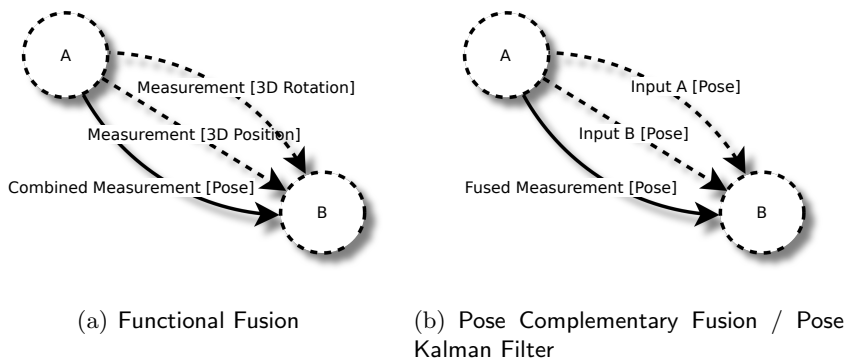 A
Measurement [3D Rotation]
Measurement [3D Position]
Combined Measurement [Pose]
B
(a) Functional Fusion
A
Input A [Pose]
Input B [Pose]
Fused Measurement [Pose]
B
(b) Pose Complementary Fusion / Pose
Kalman Filter